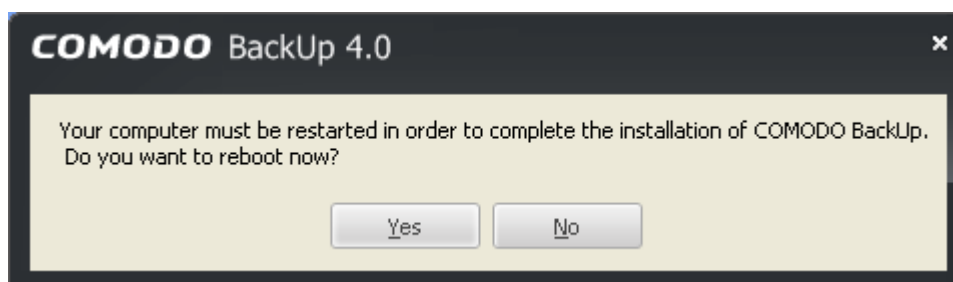 COMODO BackUp 4.0
Your computer must be restarted in order to complete the installation of COMODO BackUp.
Do you want to reboot now?
Yes No